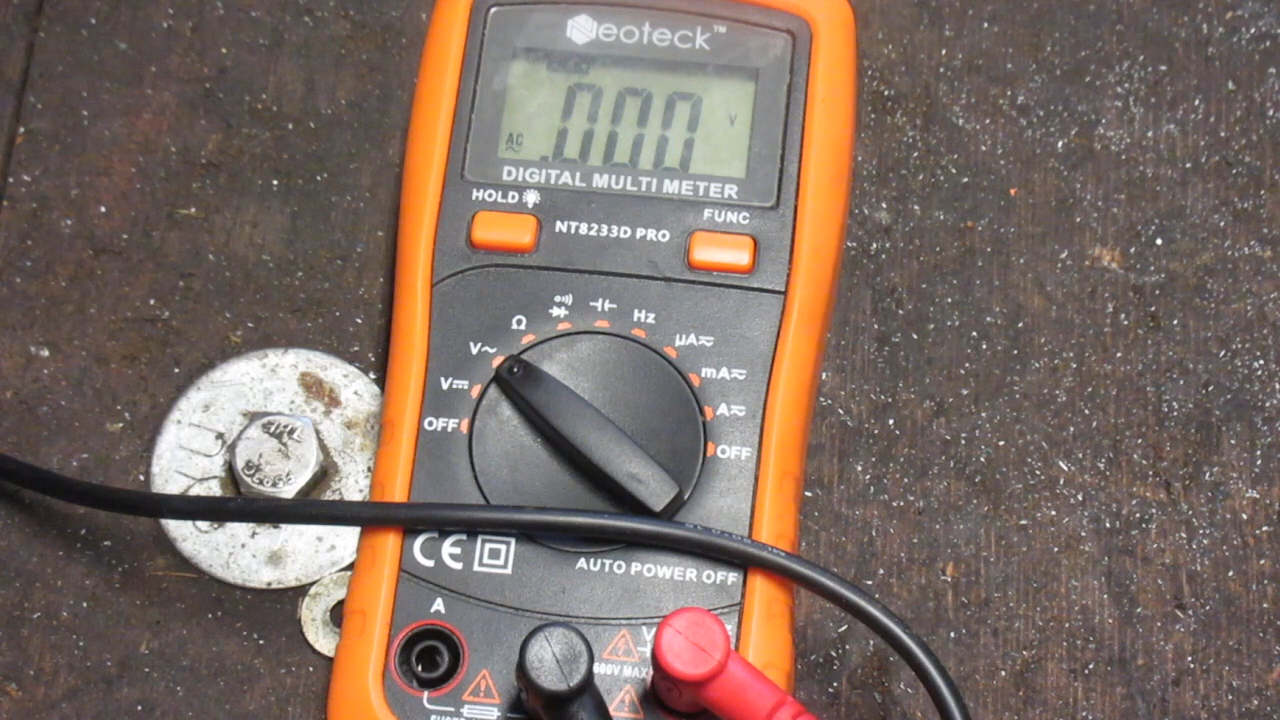 Neoteck™
.000
V
AC
DIGITAL MULTI METER
HOLD
FUNC
NT8233D PRO
Hz
Ω
µA
V~
mA
V
A
OFF
OFF
THE
CE
AUTO POWER OFF
A
V
600V MAX